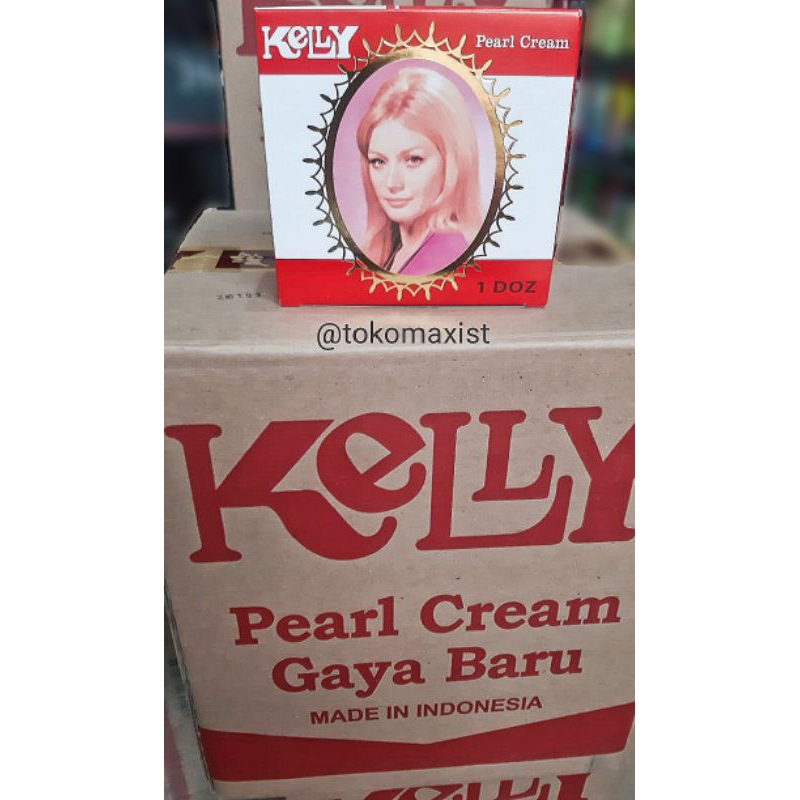 KeLLY
Pearl Cream
1 DOZ
@tokomaxist
KeLLY
Pearl Cream
Gaya Baru
MADE IN INDONESIA